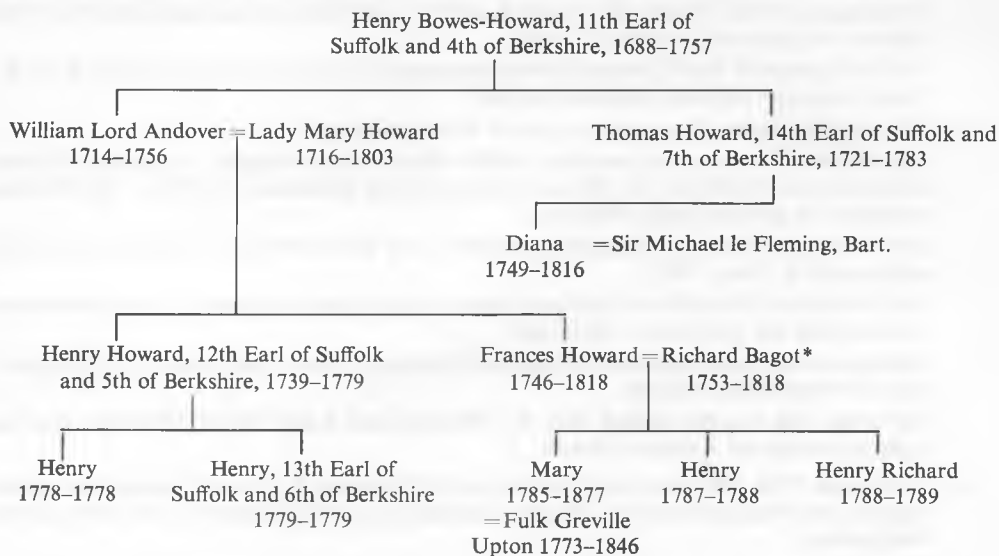 Henry Bowes-Howard, 11th Earl of
Suffolk and 4th of Berkshire, 1688–1757
William Lord Andover = Lady Mary Howard
1714–1756 1716–1803
Thomas Howard, 14th Earl of Suffolk and
7th of Berkshire, 1721–1783
Diana = Sir Michael le Fleming, Bart.
1749–1816
Henry Howard, 12th Earl of Suffolk
and 5th of Berkshire, 1739–1779
Frances Howard = Richard Bagot*
1746–1818 1753–1818
Henry
1778–1778
Henry, 13th Earl of
Suffolk and 6th of Berkshire
1779–1779
Mary
1785–1877
= Fulk Greville
Upton 1773–1846
Henry
1787–1788
Henry Richard
1788–1789